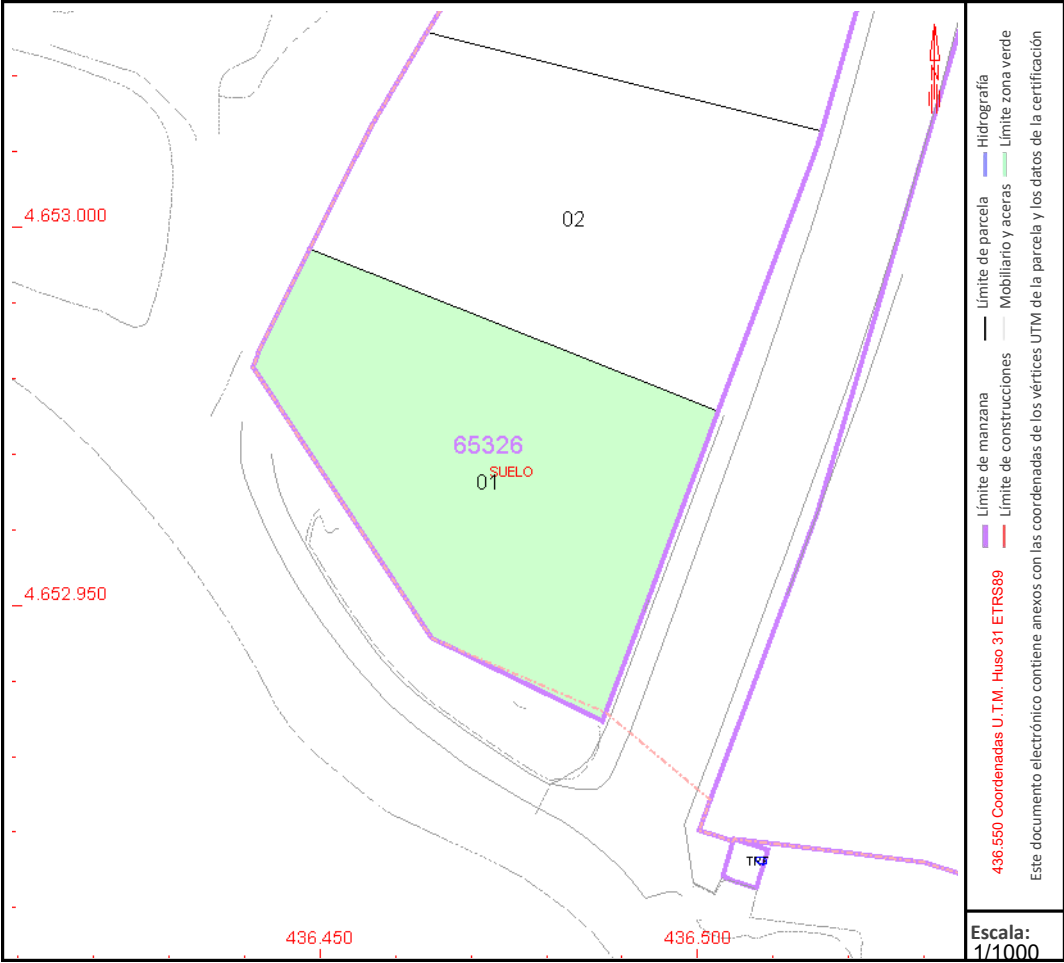 4.653.000
02
65326
SUELO
01
4.652.950
436.450
436.500
Límite de manzana
Límite de parcela
Hidrografía
Límite de construcciones
Mobiliario y aceras
Límite zona verde
436.550 Coordenadas U.T.M. Huso 31 ETRS89
Este documento electrónico contiene anexos con las coordenadas de los vértices UTM de la parcela y los datos de la certificación
Escala:
1/1000